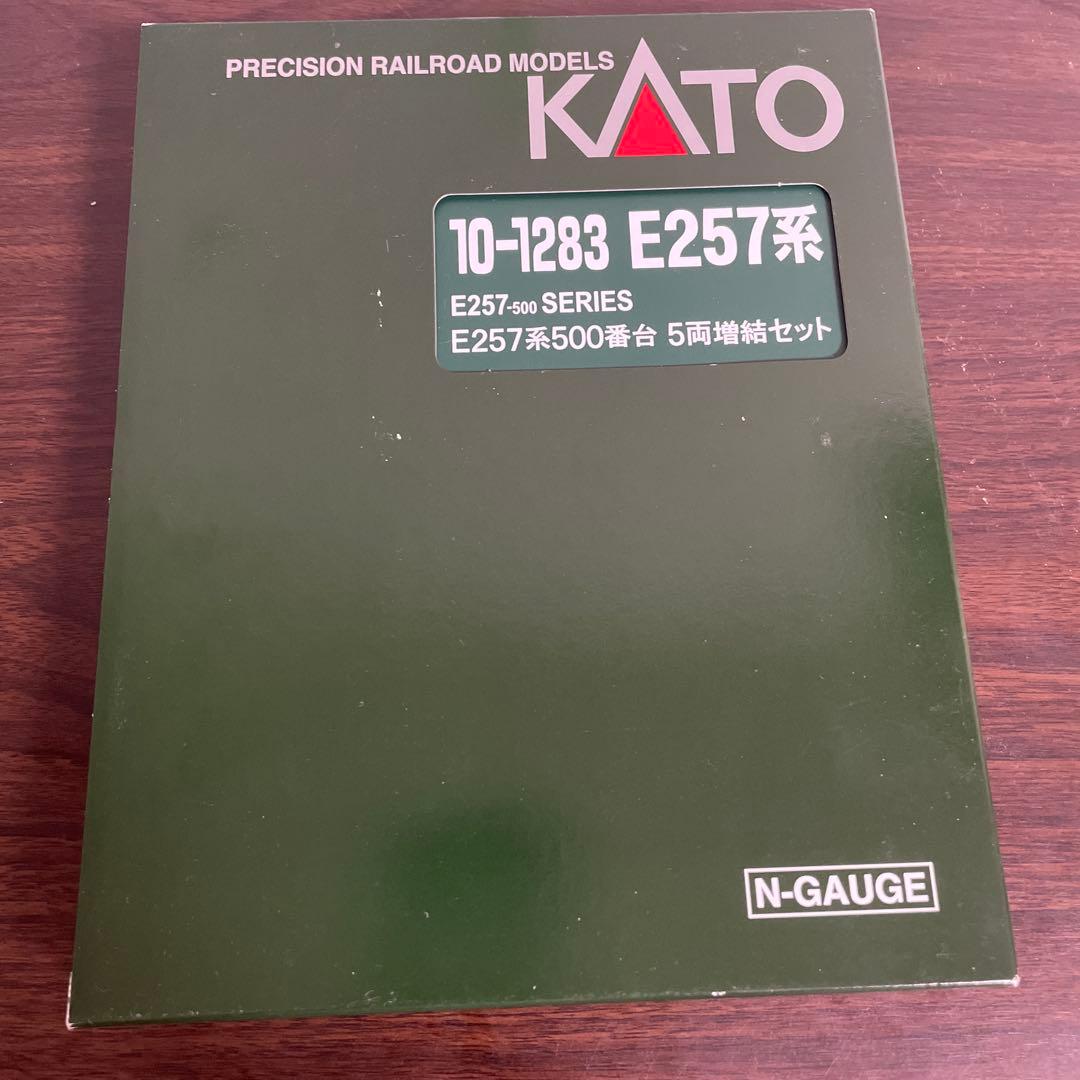 PRECISION RAILROAD MODELS
KATO
10-1283 E257系
E257-500 SERIES
E257系500番台 5両増結セット
N-GAUGE